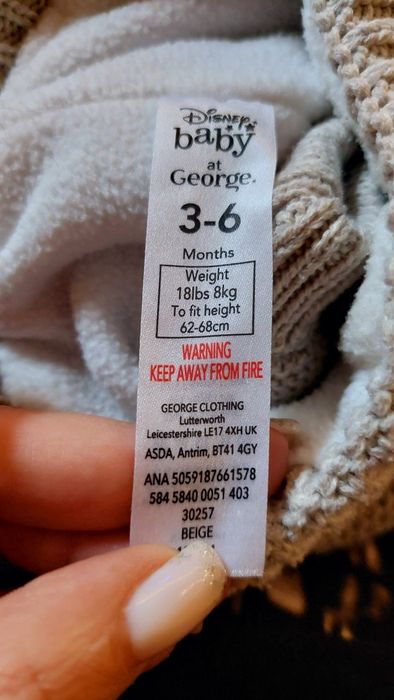 Disney
baby
at
George.
3-6
Months
Weight
18lbs 8kg
To fit height
62-68cm
WARNING
KEEP AWAY FROM FIRE
GEORGE CLOTHING
Lutterworth
Leicestershire LE17 4XH UK
ASDA, Antrim, BT41 4GY
ANA 5059187661578
584 5840 0051 403
30257
BEIGE